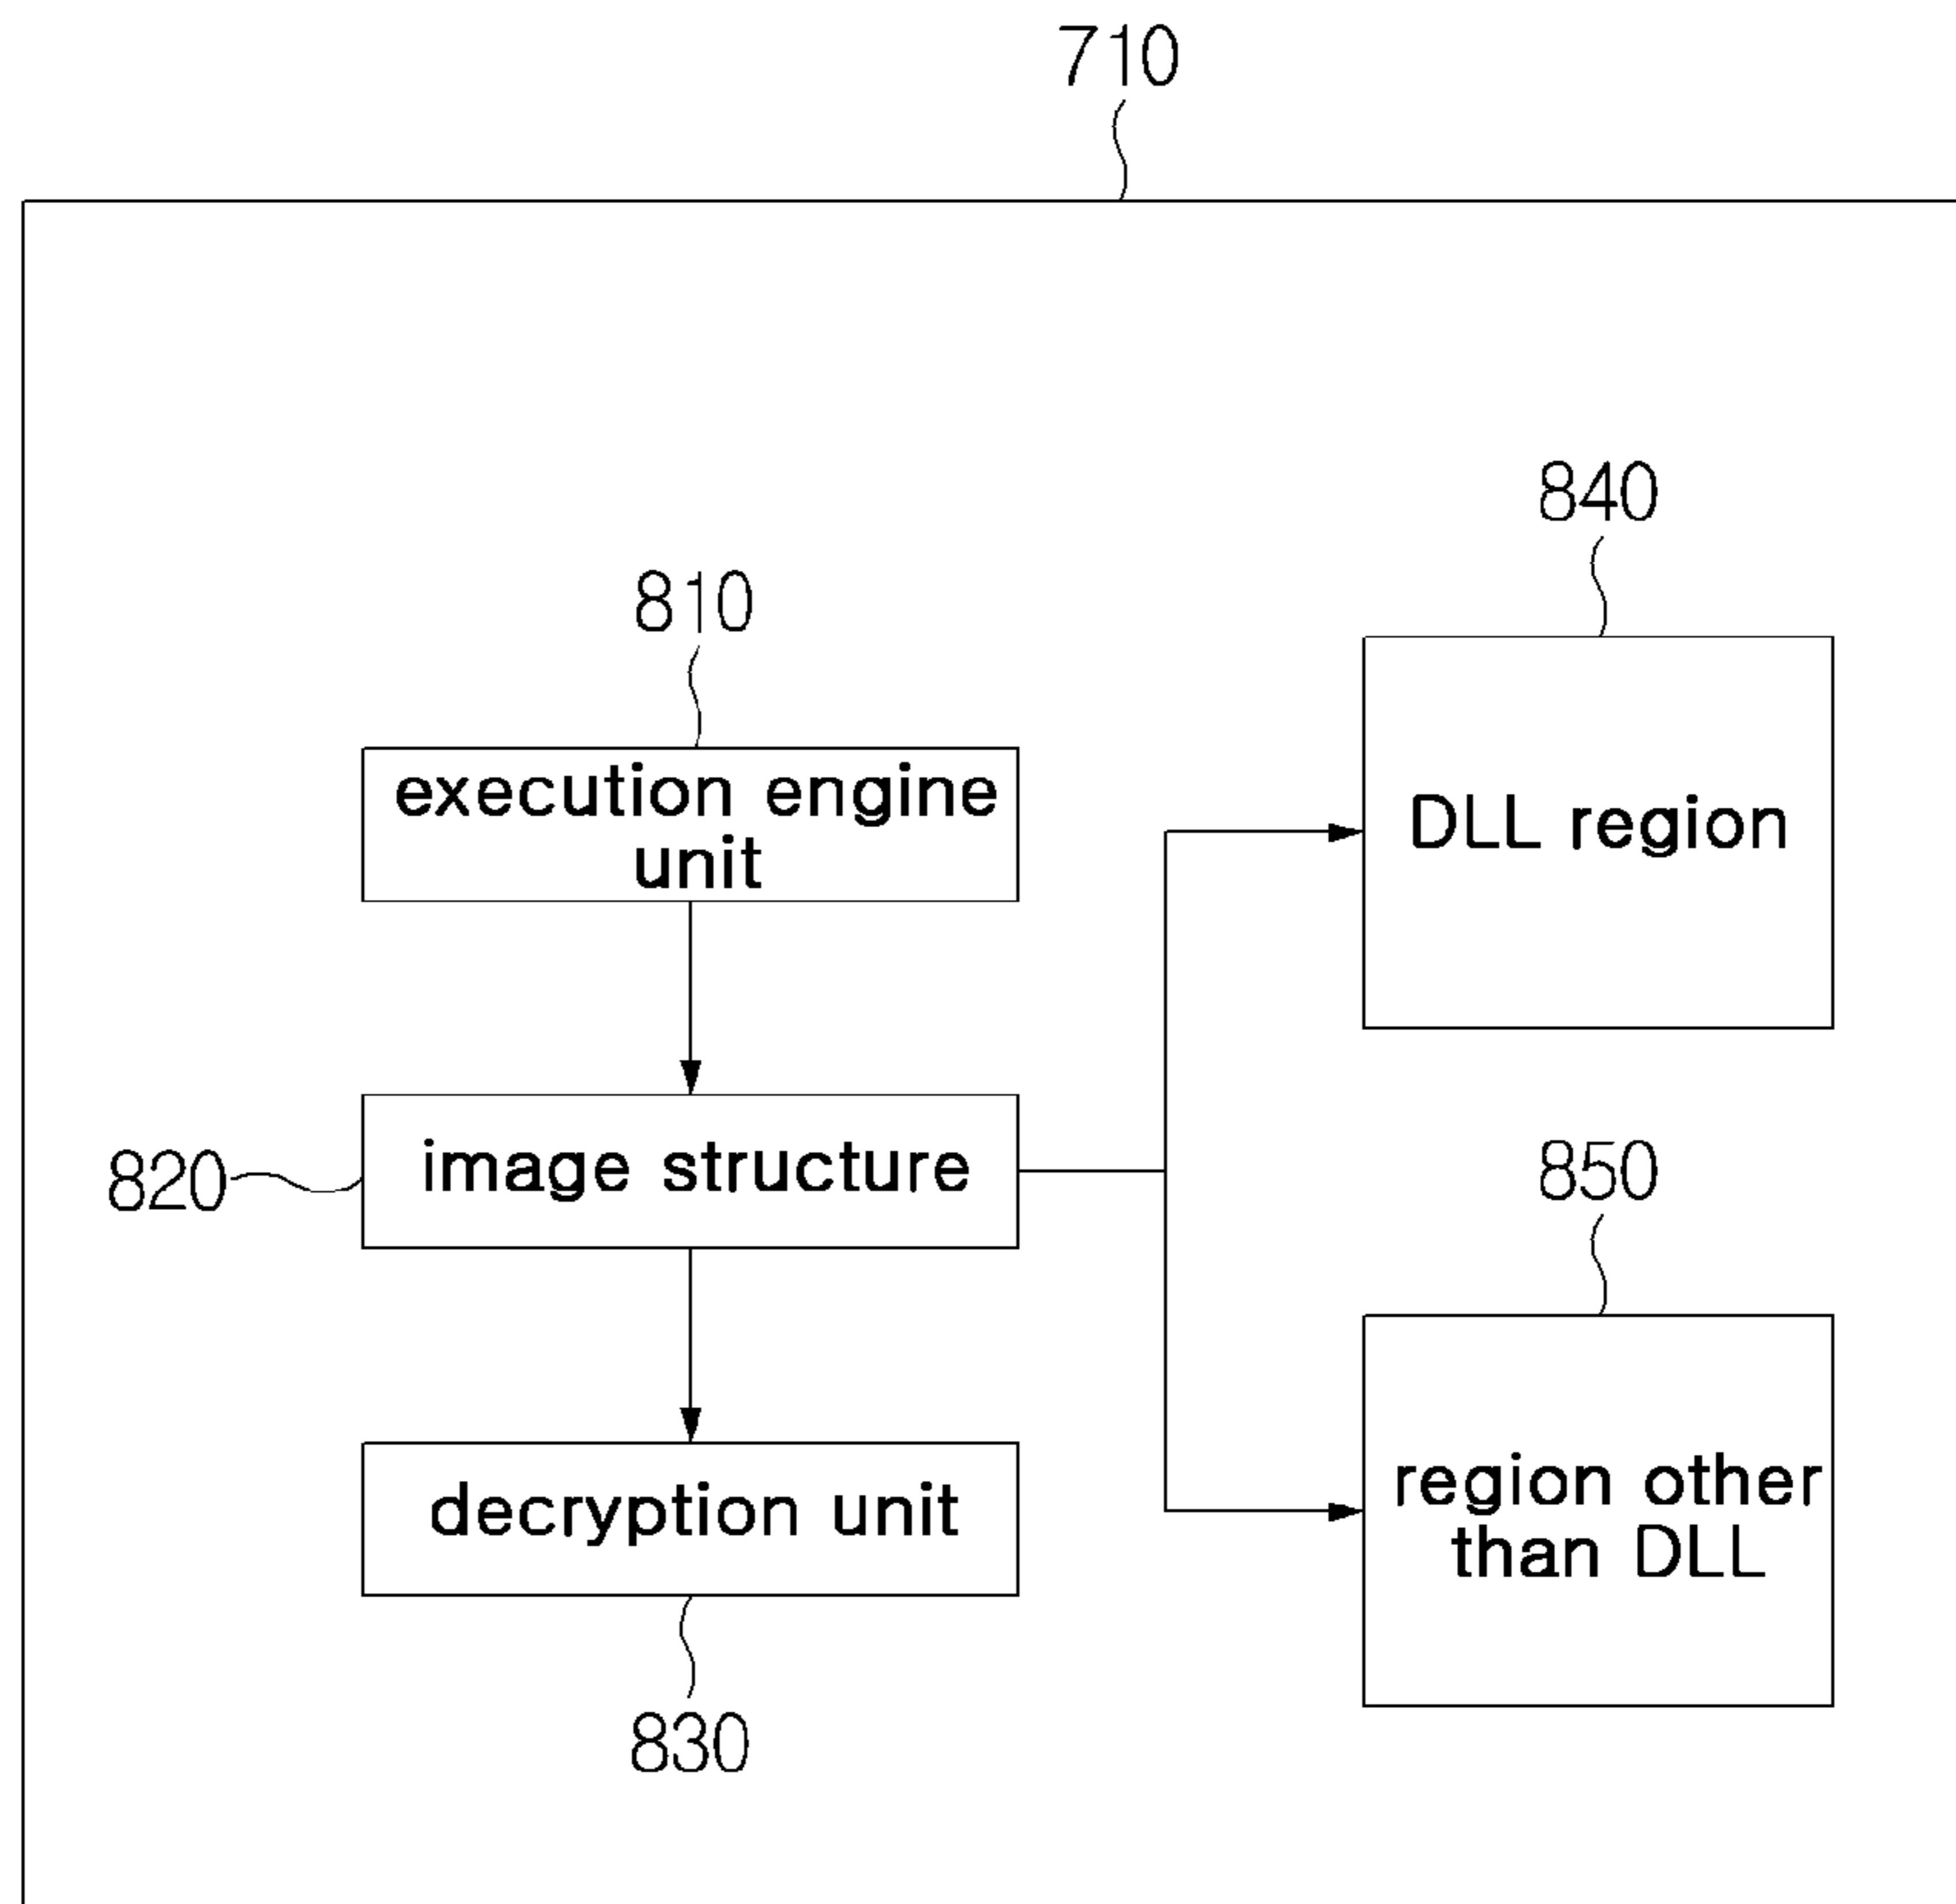 710
840
810
execution engine
unit
DLL region
820
image structure
850
decryption unit
region other
than DLL
830